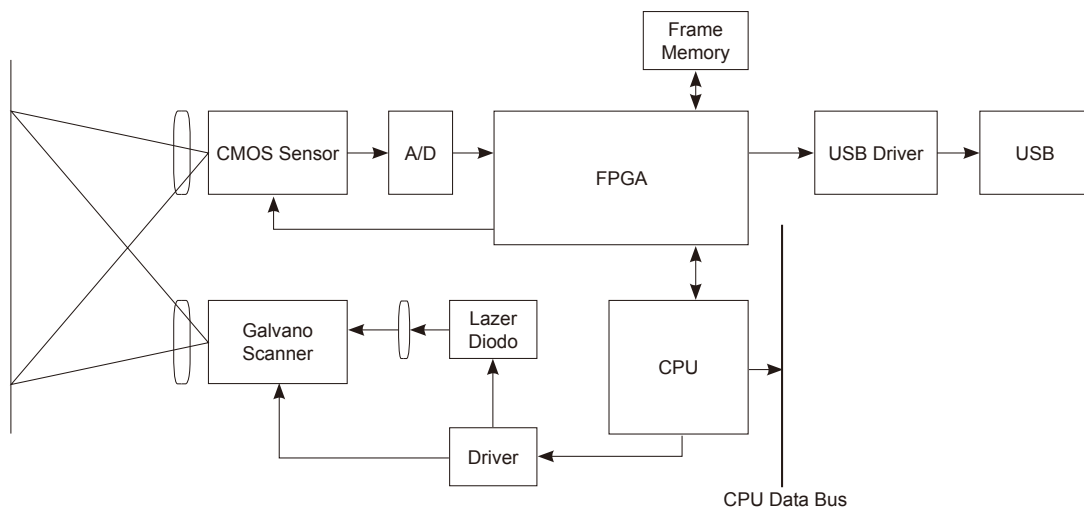 Frame
Memory
CMOS Sensor
A/D
FPGA
USB Driver
USB
Galvano
Scanner
Lazer
Diodo
CPU
Driver
CPU Data Bus